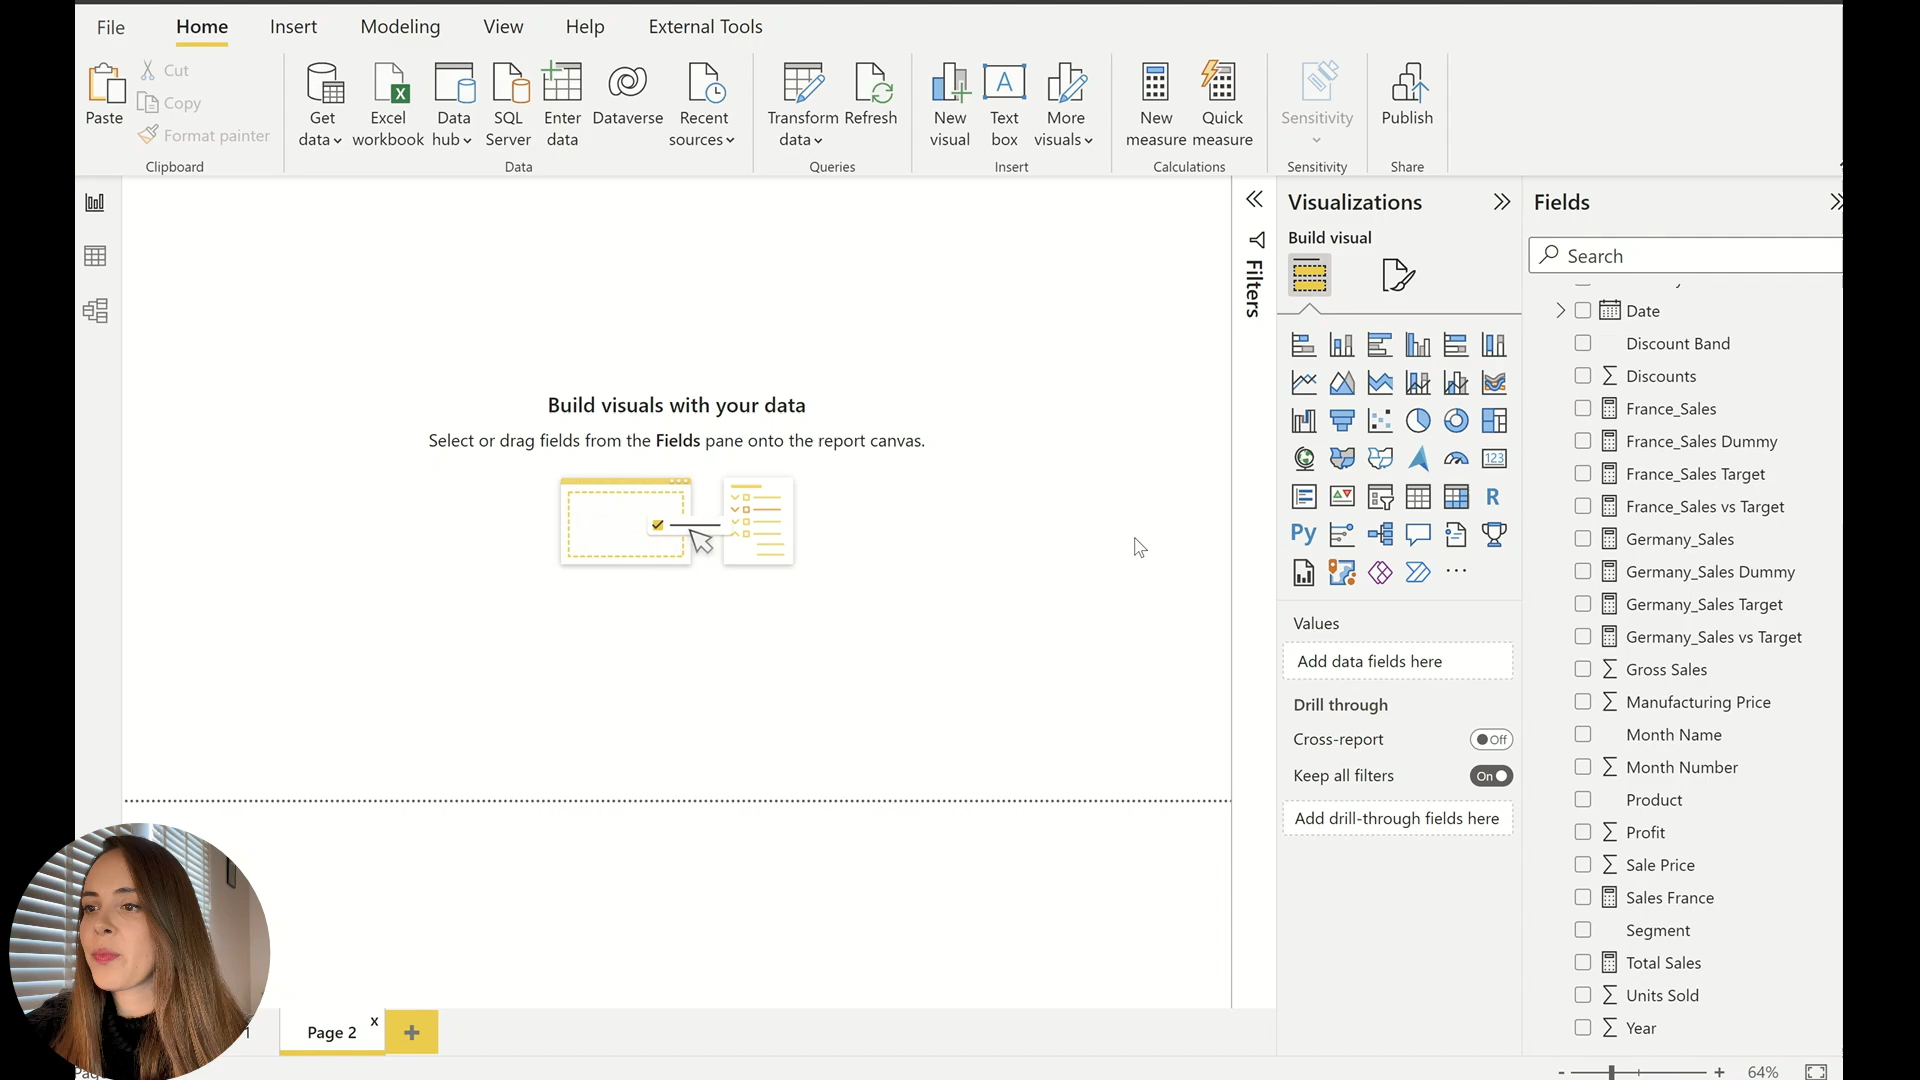 File Home Insert Modeling View Help External Tools
Paste
Cut
Copy
Format painter
Clipboard
Get data
Excel workbook
Data hub
SQL Server
Enter data
Dataverse
Recent sources
Data
Transform data
Refresh
Queries
New visual
Text box
More visuals
Insert
New measure
Quick measure
Calculations
Sensitivity
Sensitivity
Publish
Share
Build visuals with your data
Select or drag fields from the Fields pane onto the report canvas.
Filters
Visualizations
Build visual
123
R
Py
Values
Add data fields here
Drill through
Cross-report Off
Keep all filters On
Add drill-through fields here
Fields
Search
Date
Discount Band
Discounts
France_Sales
France_Sales Dummy
France_Sales Target
France_Sales vs Target
Germany_Sales
Germany_Sales Dummy
Germany_Sales Target
Germany_Sales vs Target
Gross Sales
Manufacturing Price
Month Name
Month Number
Product
Profit
Sale Price
Sales France
Segment
Total Sales
Units Sold
Year
Page 2 x
+
- + 64%